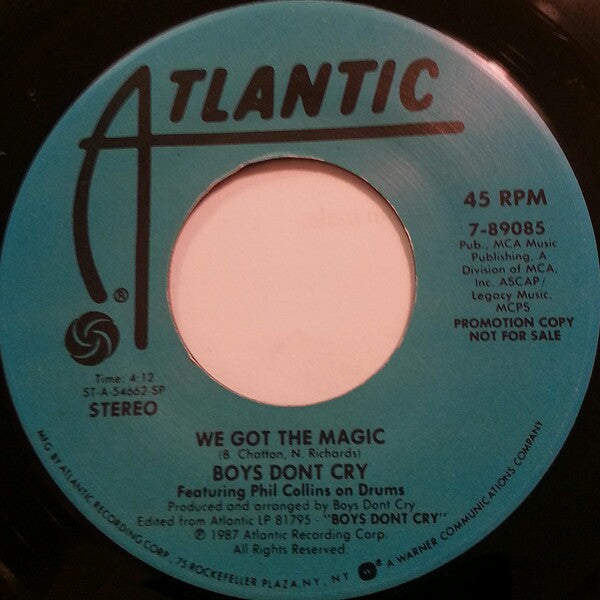 ATLANTIC
®
45 RPM
7-89085
Pub., MCA Music
Publishing, A
Division of MCA,
Inc. ASCAP/
Legacy Music,
MCPS
PROMOTION COPY
NOT FOR SALE
Time: 4:12
ST-A-54662-SP
STEREO
WE GOT THE MAGIC
(B. Chatton, N. Richards)
BOYS DONT CRY
Featuring Phil Collins on Drums
Produced and arranged by Boys Dont Cry
Edited from Atlantic LP 81795 - "BOYS DONT CRY"
℗ 1987 Atlantic Recording Corp.
All Rights Reserved.
MFG. BY ATLANTIC RECORDING CORP., 75 ROCKEFELLER PLAZA, N.Y., N.Y. ® A WARNER COMMUNICATIONS COMPANY